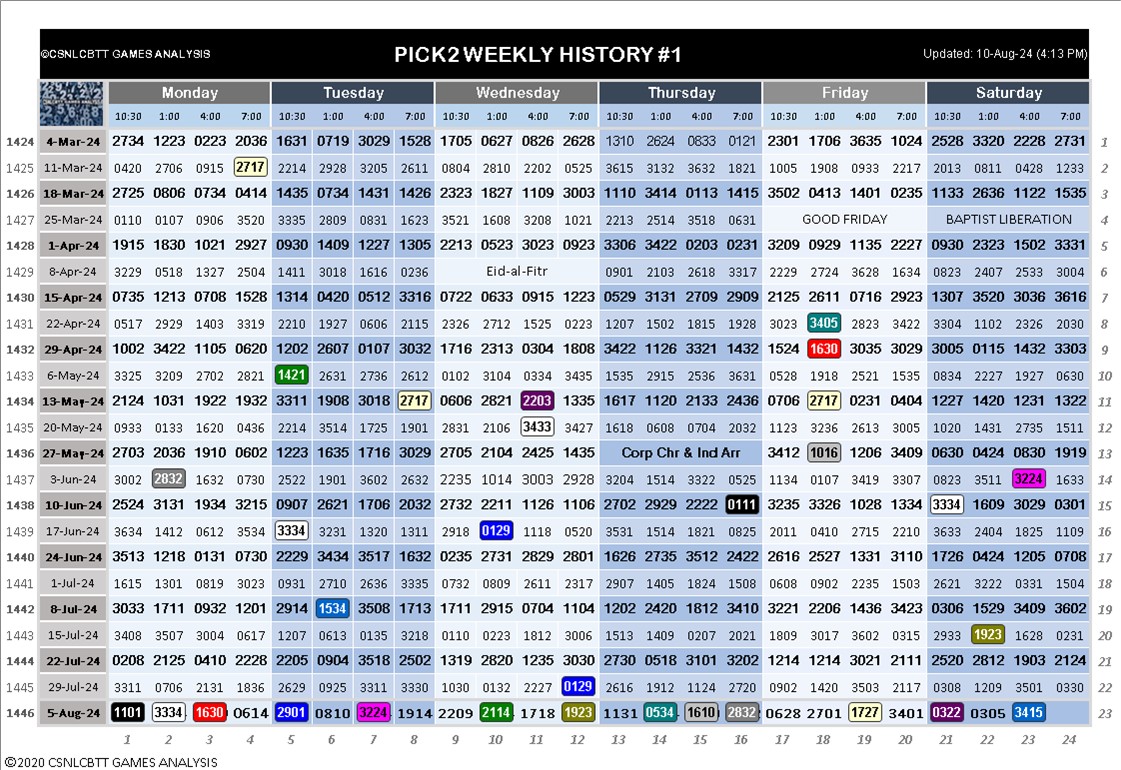 ©CSNLCBTT GAMES ANALYSIS PICK2 WEEKLY HISTORY #1 Updated: 10-Aug-24 (4:13 PM)
Monday Tuesday Wednesday Thursday Friday Saturday
10:30 1:00 4:00 7:00 10:30 1:00 4:00 7:00 10:30 1:00 4:00 7:00 10:30 1:00 4:00 7:00 10:30 1:00 4:00 7:00 10:30 1:00 4:00 7:00
1424 4-Mar-24 2734 1223 0223 2036 1631 0719 3029 1528 1705 0627 0826 2628 1310 2624 0833 0121 2301 1706 3635 1024 2528 3320 2228 2731 1
1425 11-Mar-24 0420 2706 0915 2717 2214 2928 3205 2611 0804 2810 2202 0525 3615 3132 3632 1821 1005 1908 0933 2217 2013 0811 0428 1233 2
1426 18-Mar-24 2725 0806 0734 0414 1435 0734 1431 1426 2323 1827 1109 3003 1110 3414 0113 1415 3502 0413 1401 0235 1133 2636 1122 1535 3
1427 25-Mar-24 0110 0107 0906 3520 3335 2809 0831 1623 3521 1608 3208 1021 2213 2514 3518 0631 GOOD FRIDAY BAPTIST LIBERATION 4
1428 1-Apr-24 1915 1830 1021 2927 0930 1409 1227 1305 2213 0523 3023 0923 3306 3422 0203 0231 3209 0929 1135 2227 0930 2323 1502 3331 5
1429 8-Apr-24 3229 0518 1327 2504 1411 3018 1616 0236 Eid-al-Fitr 0901 2103 2618 3317 2229 2724 3628 1634 0823 2407 2533 3004 6
1430 15-Apr-24 0735 1213 0708 1528 1314 0420 0512 3316 0722 0633 0915 1223 0529 3131 2709 2909 2125 2611 0716 2923 1307 3520 3036 3616 7
1431 22-Apr-24 0517 2929 1403 3319 2210 1927 0606 2115 2326 2712 1525 0223 1207 1502 1815 1928 3023 3405 2823 3422 3304 1102 2326 2030 8
1432 29-Apr-24 1002 3422 1105 0620 1202 2607 0107 3032 1716 2313 0304 1808 3422 1126 3321 1432 1524 1630 3035 3029 3005 0115 1432 3303 9
1433 6-May-24 3325 3209 2702 2821 1421 2631 2736 2612 0102 3104 0334 3435 1535 2915 2536 3631 0528 1918 2521 1535 0834 2227 1927 0630 10
1434 13-May-24 2124 1031 1922 1932 3311 1908 3018 2717 0606 2821 2203 1335 1617 1120 2133 2436 0706 2717 0231 0404 1227 1420 1231 1322 11
1435 20-May-24 0933 0133 1620 0436 2214 3514 1725 1901 2831 2106 3433 3427 1618 0608 0704 2032 1123 3236 2613 3005 1020 1431 2735 1511 12
1436 27-May-24 2703 2036 1910 0602 1223 1635 1716 3029 2705 2104 2425 1435 Corp Chr & Ind Arr 3412 1016 1206 3409 0630 0424 0830 1919 13
1437 3-Jun-24 3002 2832 1632 0730 2522 1901 3602 2632 2235 1014 3003 2928 3204 1514 3322 0525 1134 0107 3419 3307 0823 3511 3224 1633 14
1438 10-Jun-24 2524 3131 1934 3215 0907 2621 1706 2032 2732 2211 1126 1106 2702 2929 2222 0111 3235 3326 1028 1334 3334 1609 3029 0301 15
1439 17-Jun-24 3634 1412 0612 3534 3334 3231 1320 1311 2918 0129 1118 0520 3531 1514 1821 0825 2011 0410 2715 2210 3633 2404 1825 1109 16
1440 24-Jun-24 3513 1218 0131 0730 2229 3434 3517 1632 0235 2731 2829 2801 1626 2735 3512 2422 2616 2527 1331 3110 1726 0424 1205 0708 17
1441 1-Jul-24 1615 1301 0819 3023 0931 2710 2636 3335 0732 0809 2611 2317 2907 1405 1824 1508 0608 0902 2235 1503 2621 3222 0331 1504 18
1442 8-Jul-24 3033 1711 0932 1201 2914 1534 3508 1713 1711 2915 0704 1104 1202 2420 1812 3410 3221 2206 1436 3423 0306 1529 3409 3602 19
1443 15-Jul-24 3408 3507 3004 0617 1207 0613 0135 3218 0110 0223 1812 3006 1513 1409 0207 2021 1809 3017 3602 0315 2933 1923 1628 0231 20
1444 22-Jul-24 0208 2125 0410 2228 2205 0904 3518 2502 1319 2820 1235 3030 2730 0518 3101 3202 1214 1214 3021 2111 2520 2812 1903 2124 21
1445 29-Jul-24 3311 0706 2131 1836 2629 0925 3311 3330 1030 0132 2227 0129 2616 1912 1124 2720 0902 1420 3503 2117 0308 1209 3501 0330 22
1446 5-Aug-24 1101 3334 1630 0614 2901 0810 3224 1914 2209 2114 1718 1923 1131 0534 1610 2832 0628 2701 1727 3401 0322 0305 3415 23
1 2 3 4 5 6 7 8 9 10 11 12 13 14 15 16 17 18 19 20 21 22 23 24
©2020 CSNLCBTT GAMES ANALYSIS